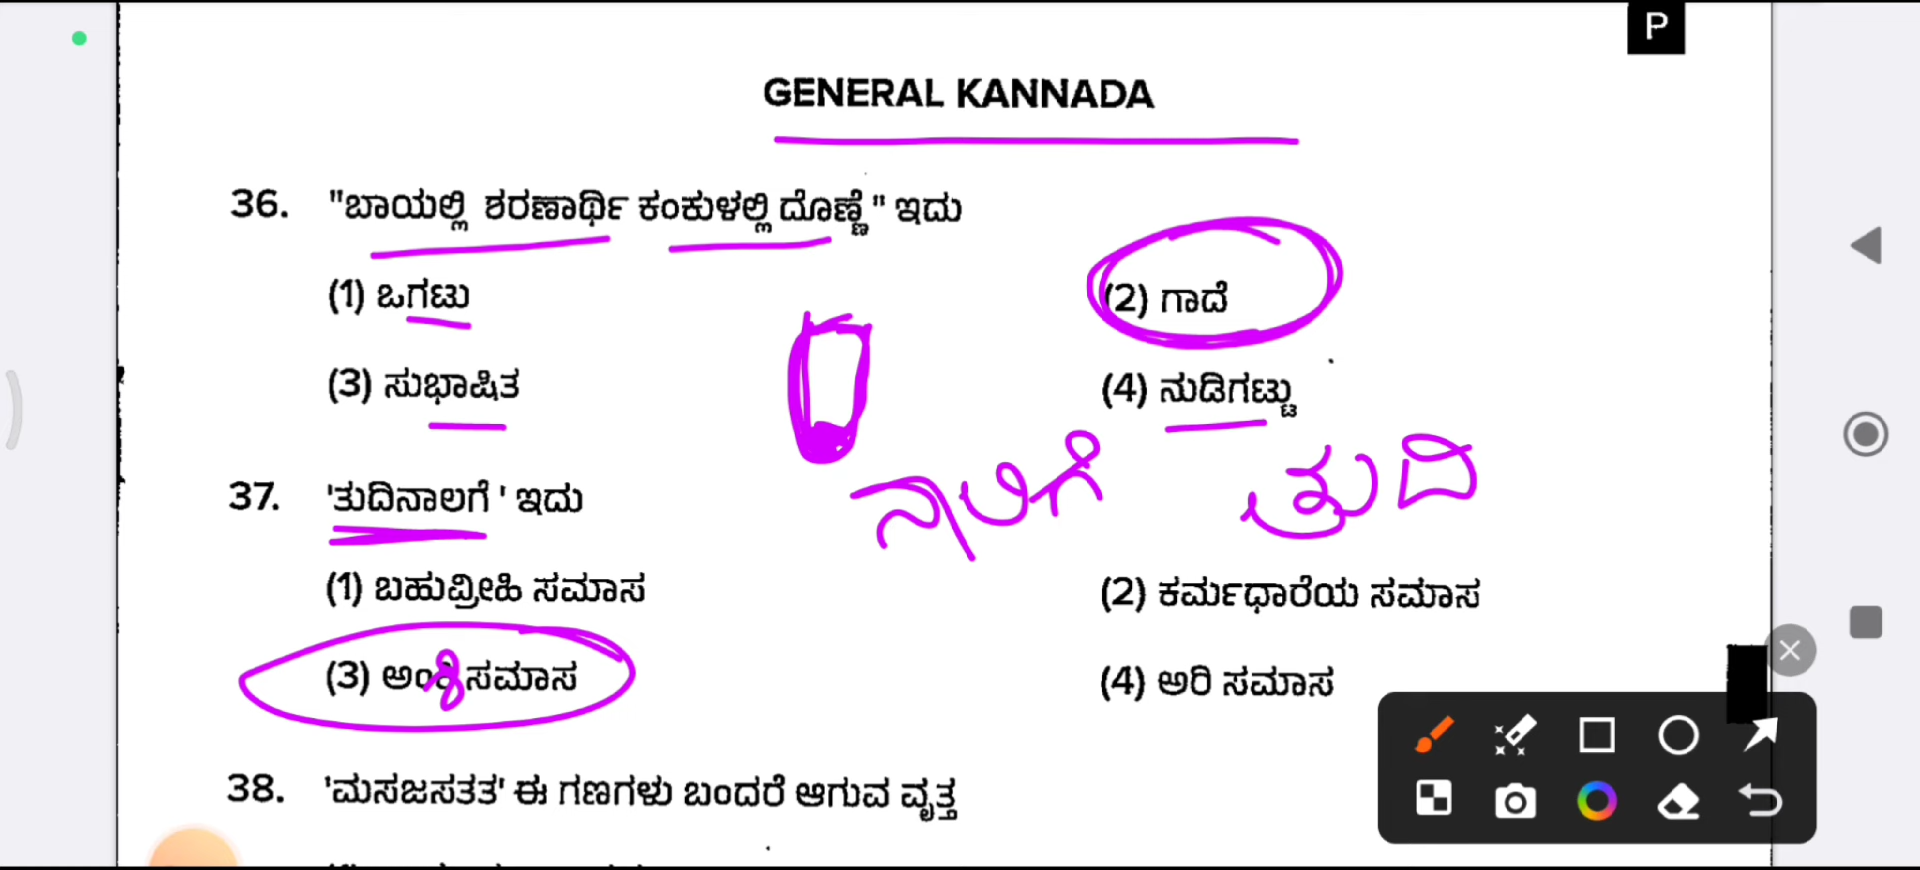 P
GENERAL KANNADA
36. "ಬಾಯಲ್ಲಿ ಶರಣಾರ್ಥಿ ಕಂಕುಳಲ್ಲಿ ದೊಣ್ಣೆ" ಇದು
(1) ಒಗಟು (2) ಗಾದೆ
(3) ಸುಭಾಷಿತ (4) ನುಡಿಗಟ್ಟು
ನಾಲಿಗೆ ತುದಿ
37. 'ತುದಿನಾಲಗೆ' ಇದು
(1) ಬಹುವ್ರೀಹಿ ಸಮಾಸ (2) ಕರ್ಮಧಾರೆಯ ಸಮಾಸ
(3) ಸಮಾಸ (4) ಅರಿ ಸಮಾಸ
38. 'ಮಸಜಸತತ' ಈ ಗಣಗಳು ಬಂದರೆ ಆಗುವ ವೃತ್ತ